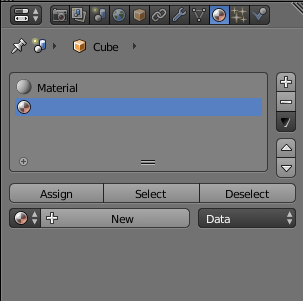 Cube
Material
Assign Select Deselect
New Data